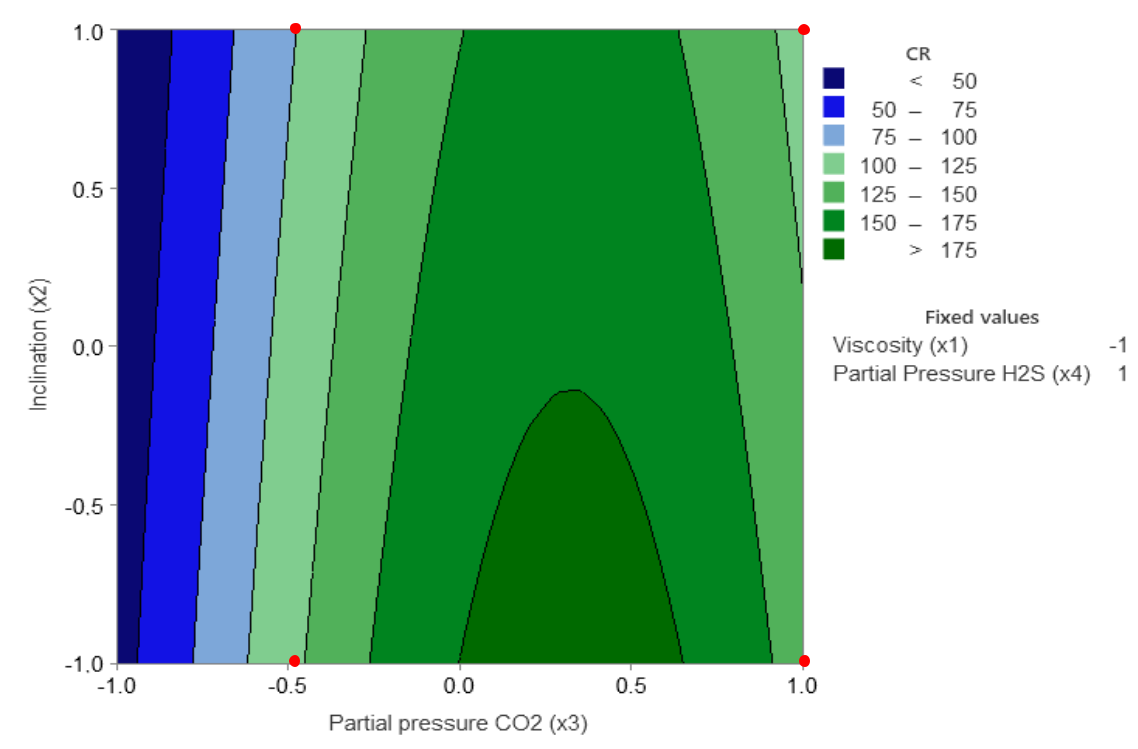 1.0
0.5
0.0
-0.5
-1.0
Inclination (x2)
-1.0 -0.5 0.0 0.5 1.0
Partial pressure CO2 (x3)
CR
< 50
50 – 75
75 – 100
100 – 125
125 – 150
150 – 175
> 175
Fixed values
Viscosity (x1) -1
Partial Pressure H2S (x4) 1